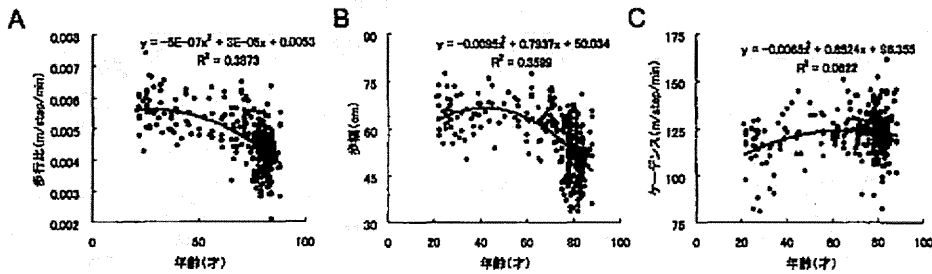 A
B
C
y = -5E-07x² + 3E-05x + 0.0053
R² = 0.3873
0.008
0.007
0.006
0.005
0.004
0.003
0.002
0
50
100
歩行比(m/step/min)
年齢(才)
y = -0.0095x² + 0.7937x + 50.034
R² = 0.3599
90
75
60
45
30
0
20
40
60
80
100
歩幅(cm)
年齢(才)
y = -0.0065x² + 0.8524x + 96.355
R² = 0.0822
175
150
125
100
75
0
20
40
60
80
100
ケーデンス(m/step/min)
年齢(才)